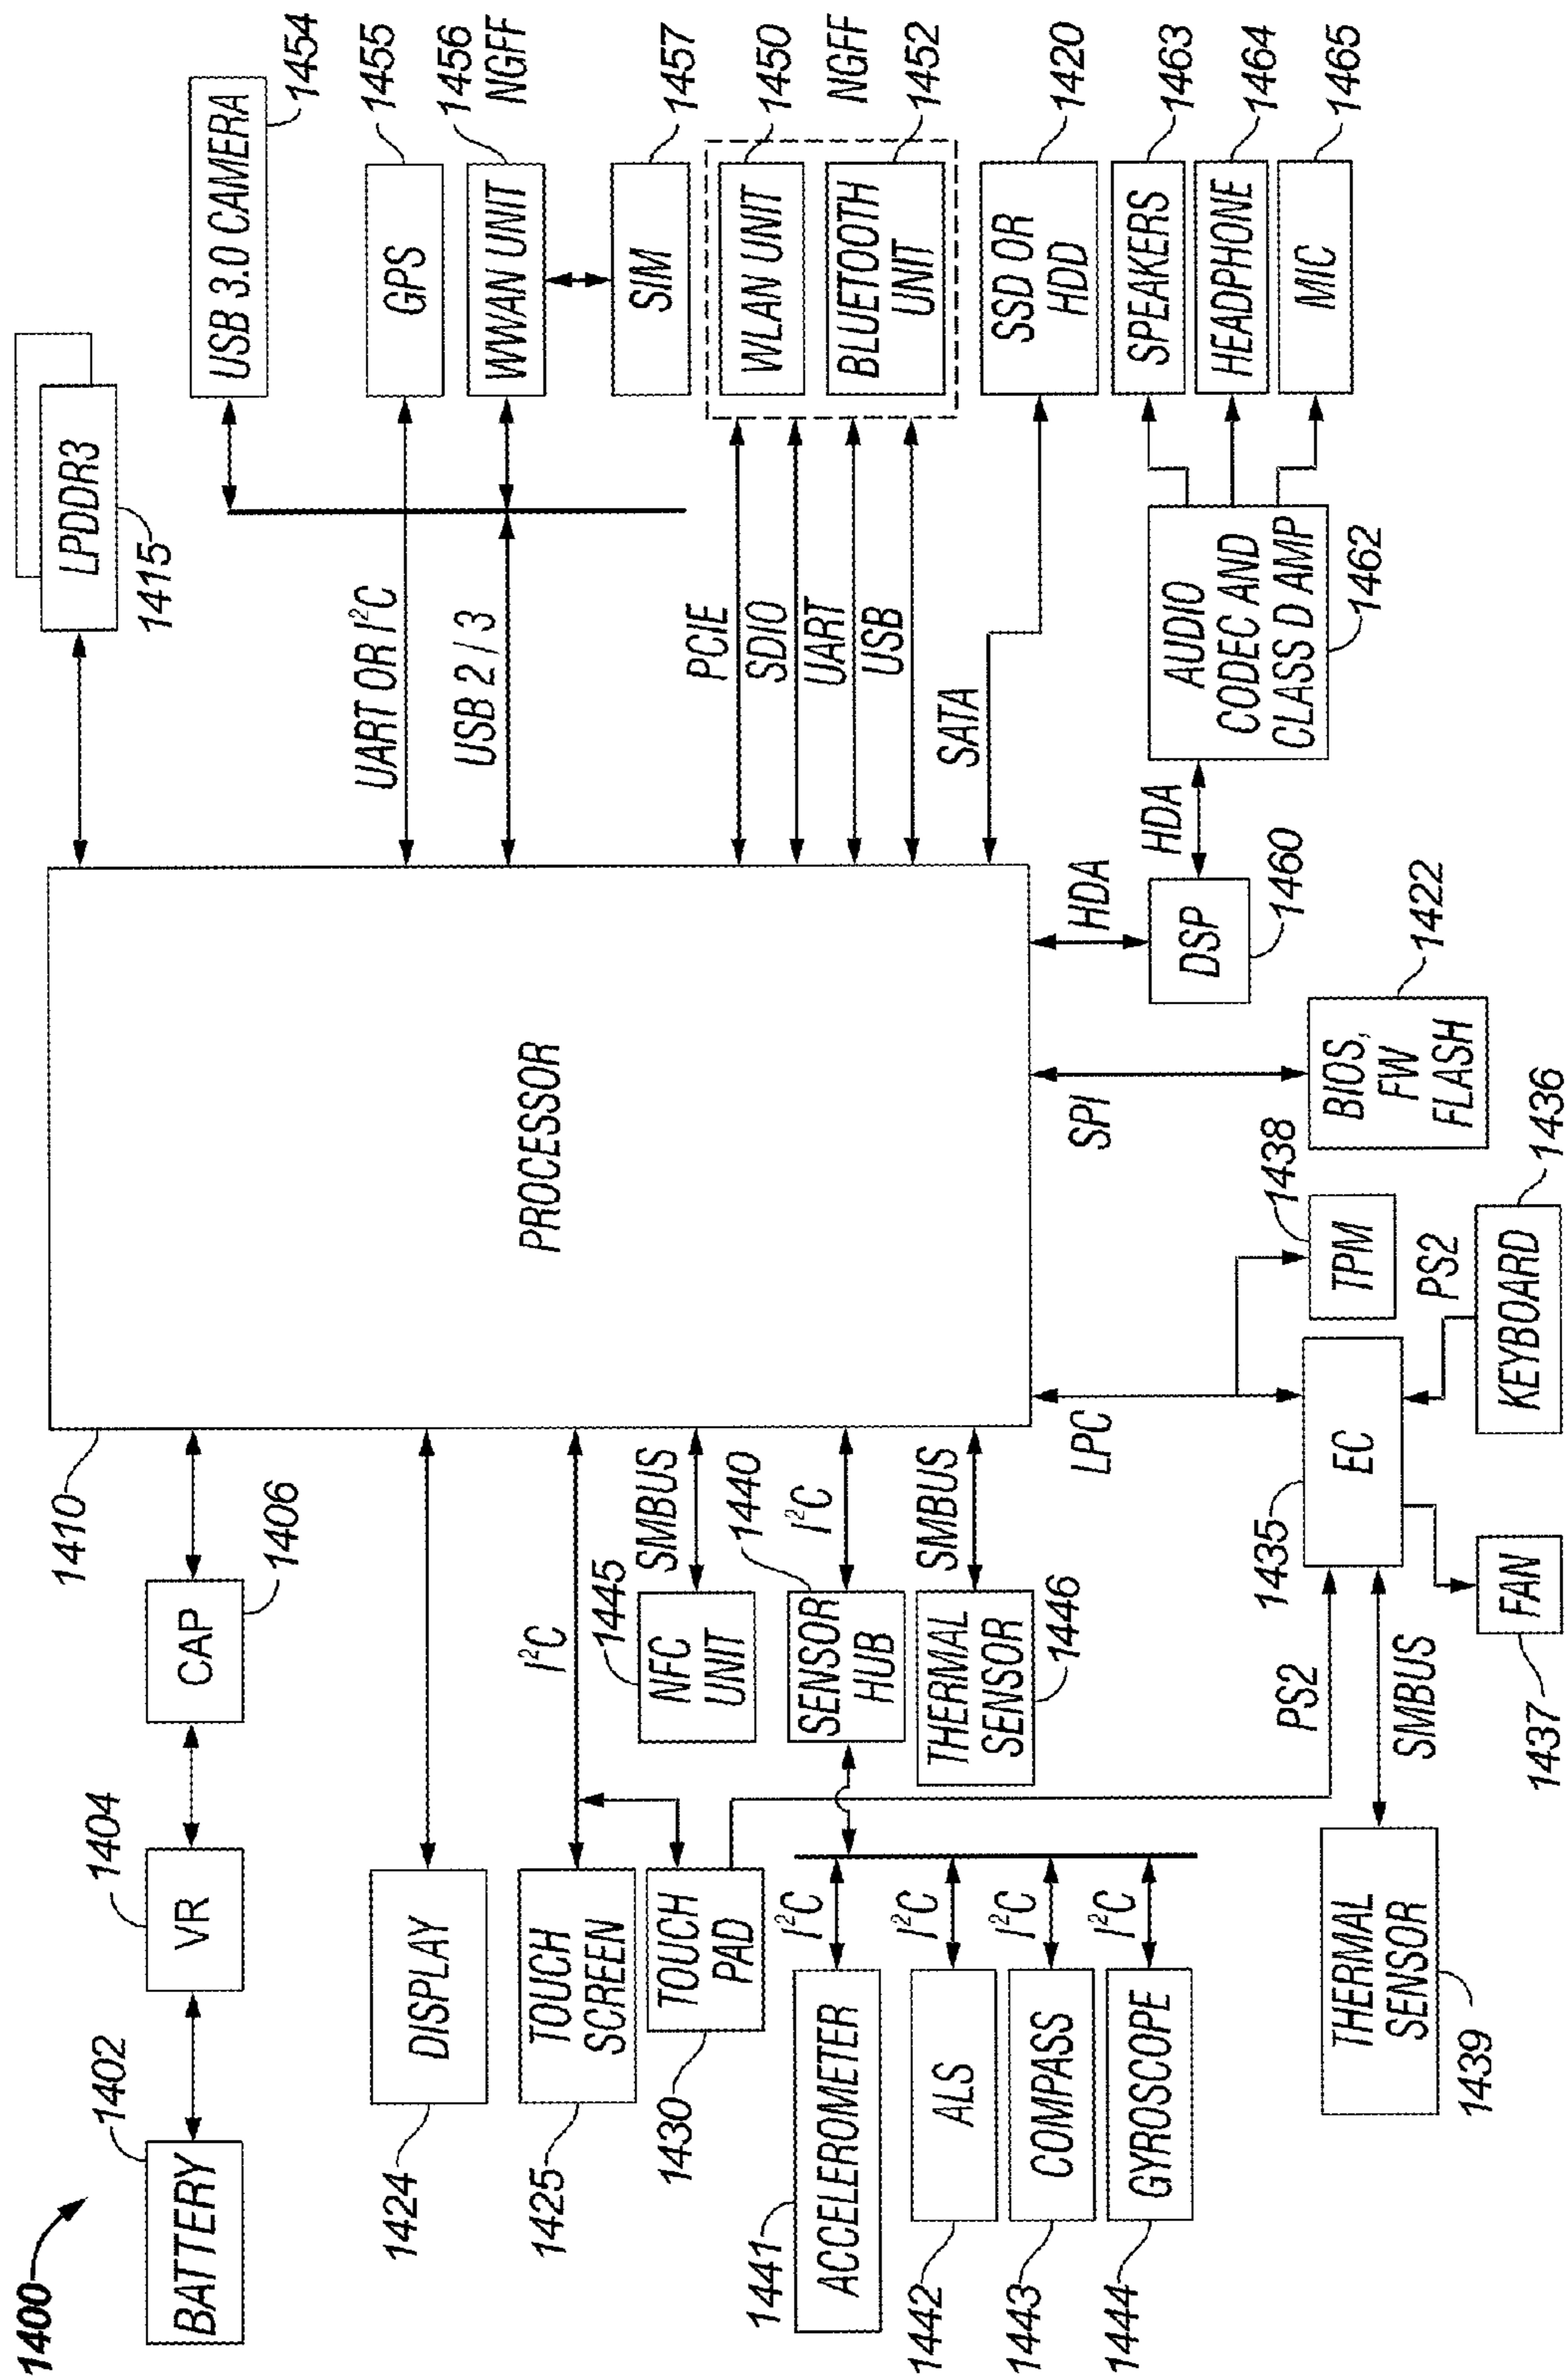 1400
BATTERY
1402
VR
1404
CAP
1406
1410
PROCESSOR
LPDDR3
1415
USB 3.0 CAMERA
1454
UART OR I²C
GPS
1455
USB 2 / 3
WWAN UNIT
1456
NGFF
SIM
1457
PCIE
SDIO
UART
USB
WLAN UNIT
1450
NGFF
BLUETOOTH
UNIT
1452
SATA
SSD OR
HDD
1420
DISPLAY
1424
I²C
TOUCH
SCREEN
1425
TOUCH
PAD
1430
SMBUS
NFC
UNIT
1445
I²C
SENSOR
HUB
1440
SMBUS
THERMAL
SENSOR
1446
ACCELEROMETER
1441
I²C
ALS
1442
I²C
COMPASS
1443
I²C
GYROSCOPE
1444
I²C
THERMAL
SENSOR
1439
SMBUS
PS2
LPC
EC
1435
FAN
1437
TPM
1438
PS2
KEYBOARD
1436
SPI
BIOS,
FW
FLASH
1422
HDA
DSP
1460
HDA
AUDIO
CODEC AND
CLASS D AMP
1462
SPEAKERS
1463
HEADPHONE
1464
MIC
1465